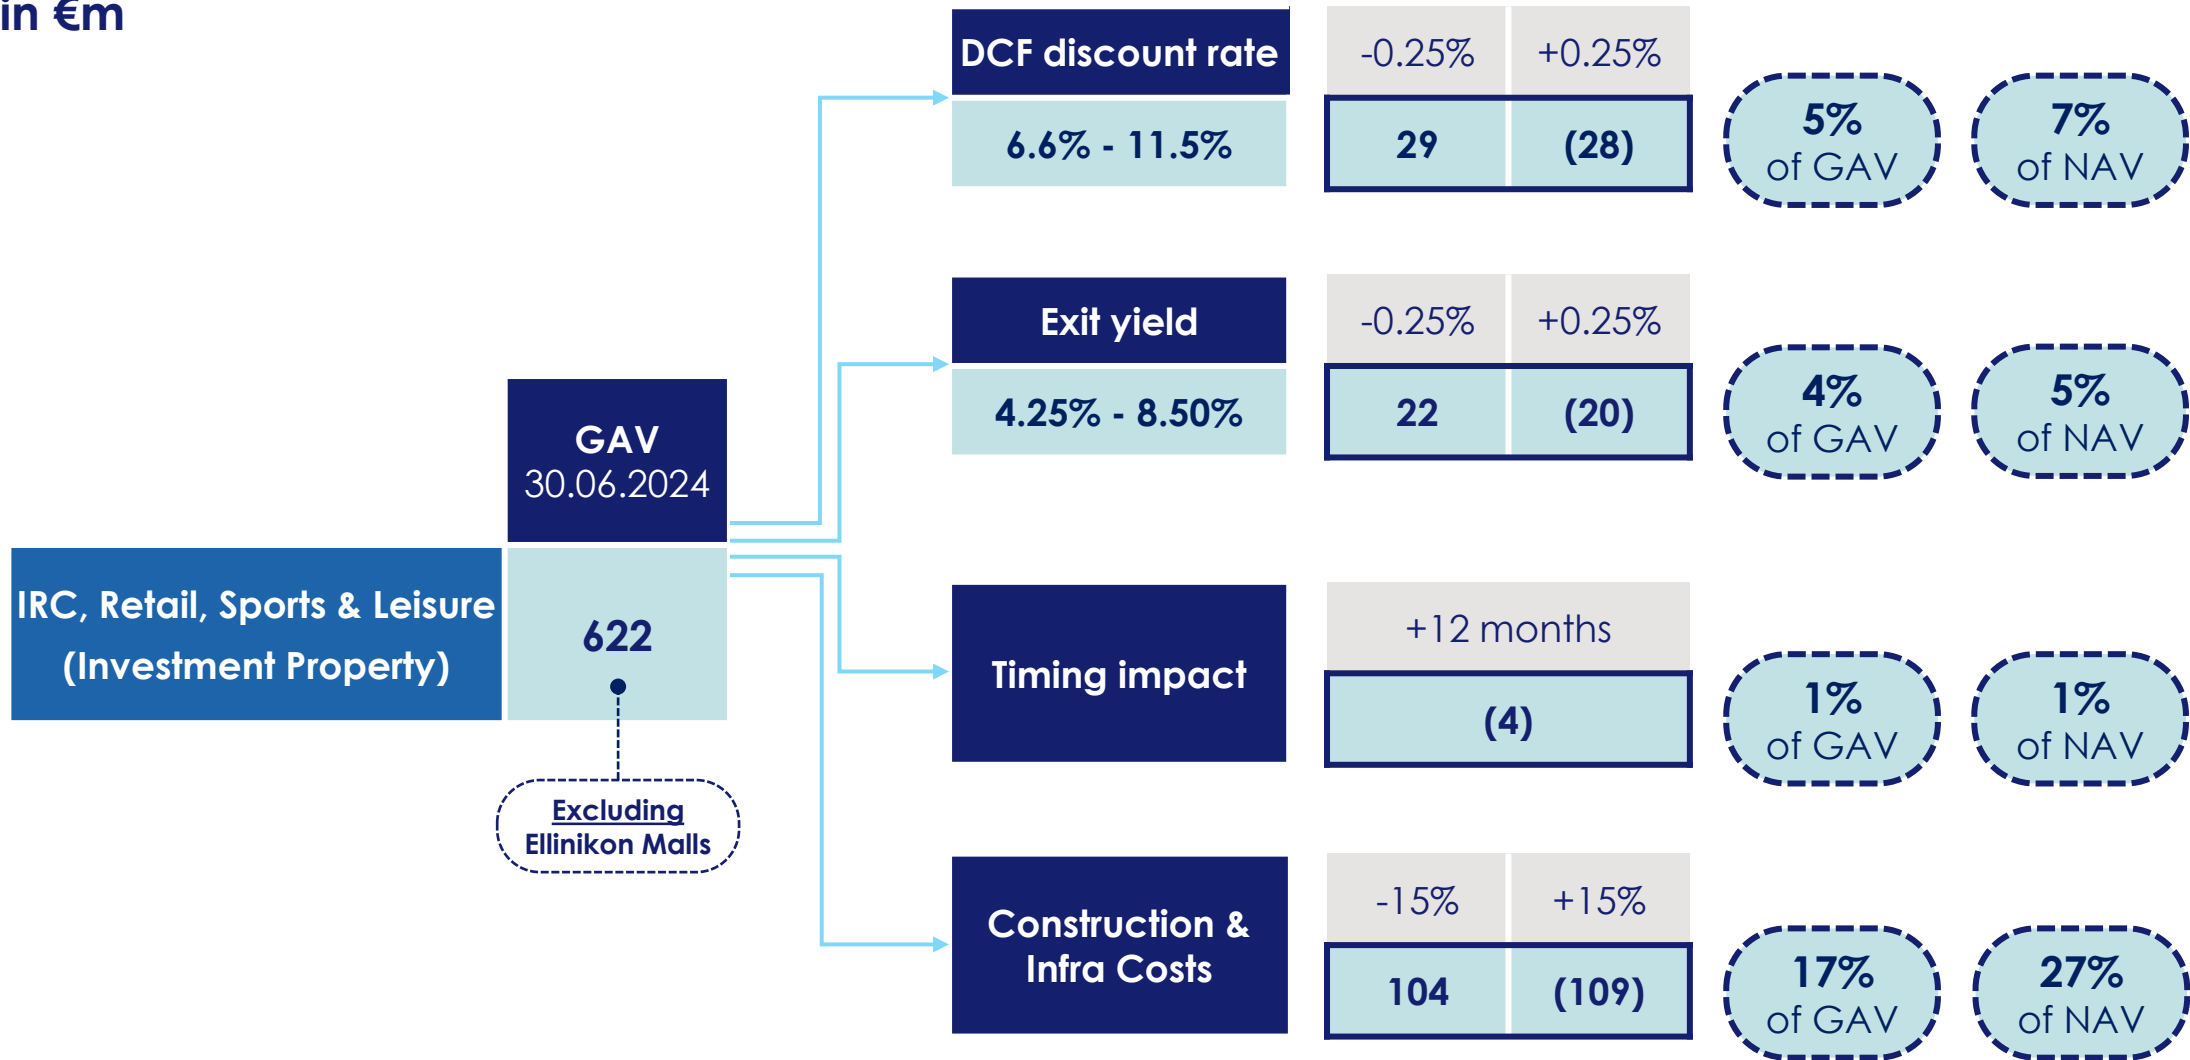 in €m
DCF discount rate
-0.25% +0.25%
6.6% - 11.5%
29 (28)
5%
of GAV
7%
of NAV
Exit yield
-0.25% +0.25%
4.25% - 8.50%
22 (20)
4%
of GAV
5%
of NAV
GAV
30.06.2024
IRC, Retail, Sports & Leisure
(Investment Property)
622
Excluding
Ellinikon Malls
Timing impact
+12 months
(4)
1%
of GAV
1%
of NAV
Construction &
Infra Costs
-15% +15%
104 (109)
17%
of GAV
27%
of NAV